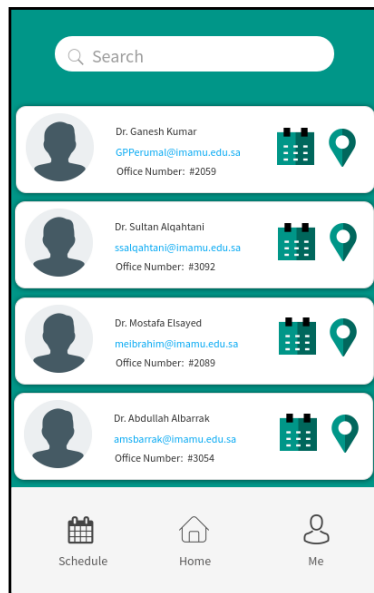 Search
Dr. Ganesh Kumar
GPPerumal@imamu.edu.sa
Office Number: #2059
Dr. Sultan Alqahtani
ssalqahtani@imamu.edu.sa
Office Number: #3092
Dr. Mostafa Elsayed
meibrahim@imamu.edu.sa
Office Number: #2089
Dr. Abdullah Albarrak
amsbarrak@imamu.edu.sa
Office Number: #3054
Schedule Home Me